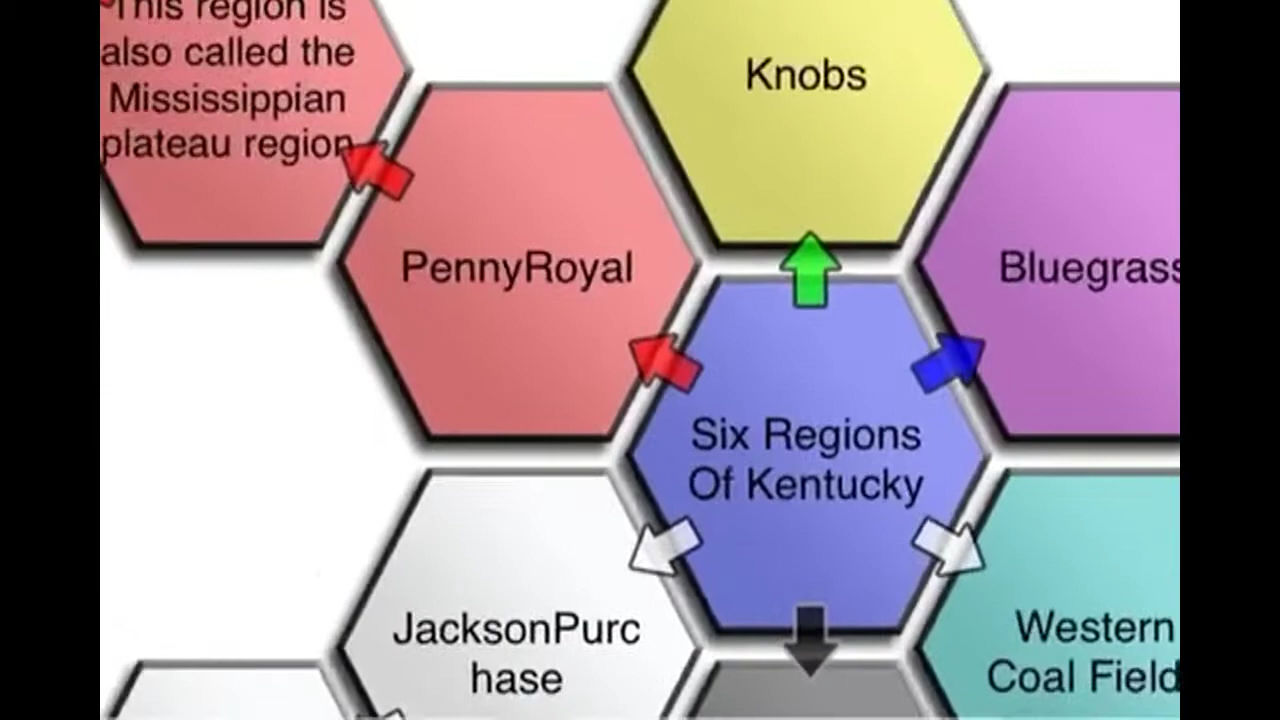 This region is
also called the
Mississippian
plateau region
Knobs
PennyRoyal
Bluegrass
Six Regions
Of Kentucky
JacksonPurc
hase
Western
Coal Field